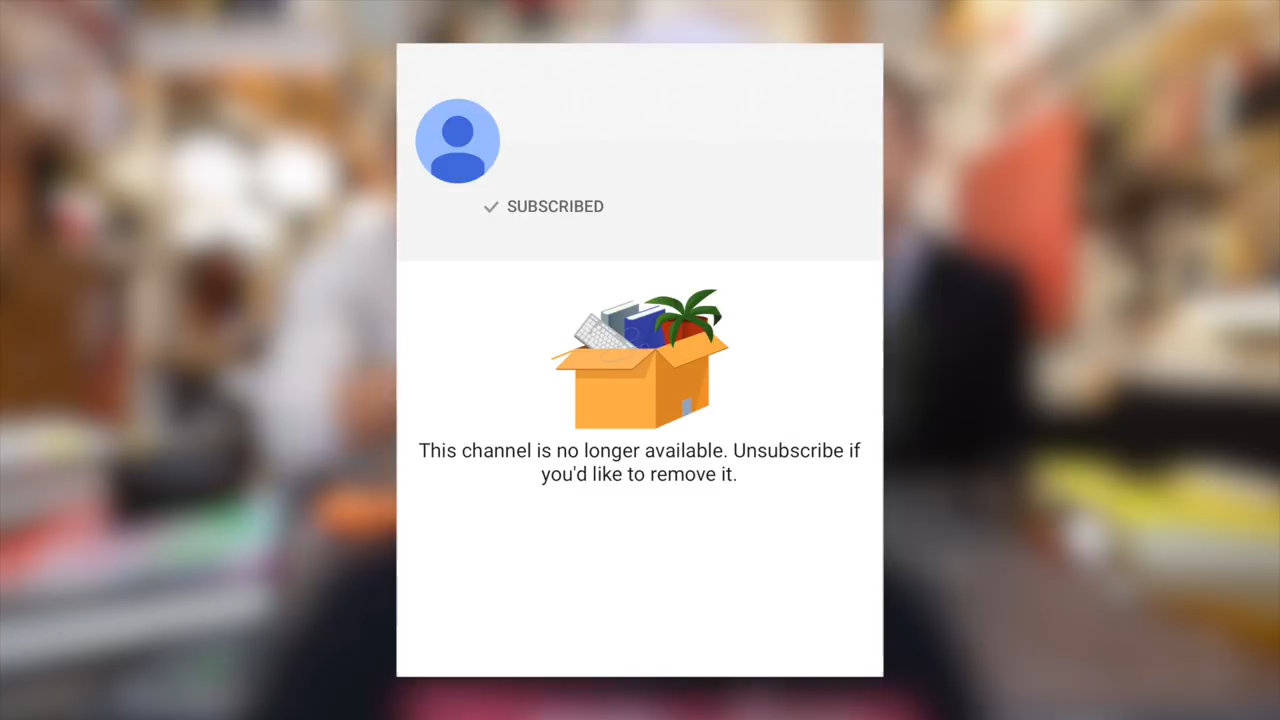 SUBSCRIBED
This channel is no longer available. Unsubscribe if
you'd like to remove it.